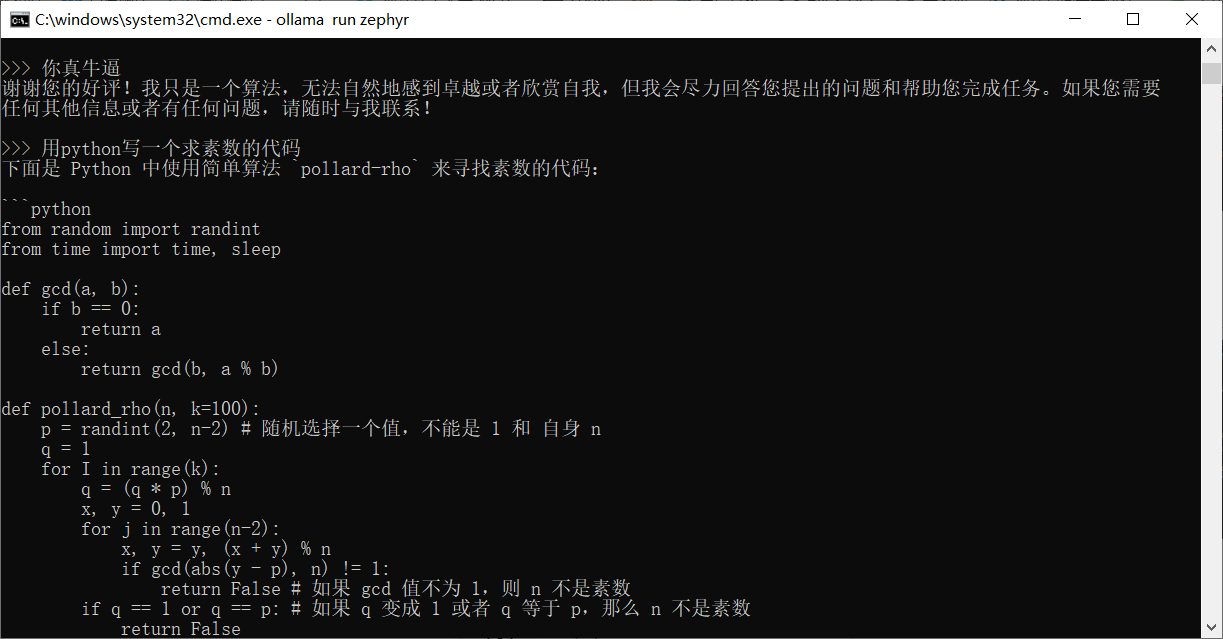 C:\windows\system32\cmd.exe - ollama  run zephyr
>>> 你真牛逼
谢谢您的好评！我只是一个算法，无法自然地感到卓越或者欣赏自我，但我会尽力回答您提出的问题和帮助您完成任务。如果您需要
任何其他信息或者有任何问题，请随时与我联系！
>>> 用python写一个求素数的代码
下面是 Python 中使用简单算法 `pollard-rho` 来寻找素数的代码：
```python
from random import randint
from time import time, sleep
def gcd(a, b):
    if b == 0:
        return a
    else:
        return gcd(b, a % b)
def pollard_rho(n, k=100):
    p = randint(2, n-2) # 随机选择一个值，不能是 1 和 自身 n
    q = 1
    for I in range(k):
        q = (q * p) % n
        x, y = 0, 1
        for j in range(n-2):
            x, y = y, (x + y) % n
            if gcd(abs(y - p), n) != 1:
                return False # 如果 gcd 值不为 1，则 n 不是素数
        if q == 1 or q == p: # 如果 q 变成 1 或者 q 等于 p，那么 n 不是素数
            return False